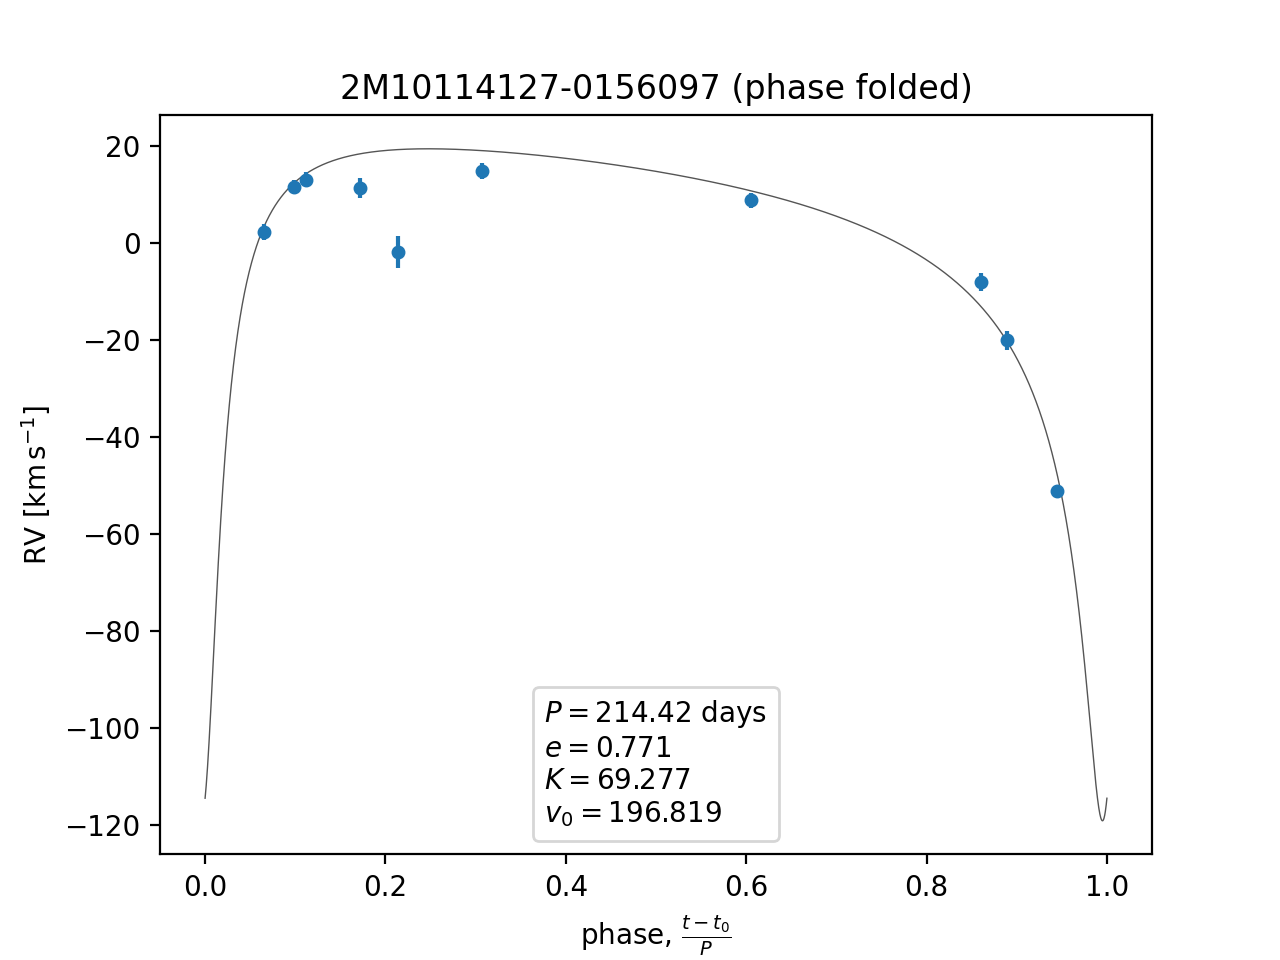 2M10114127-0156097 (phase folded)
20
0
−20
−40
−60
−80
−100
−120
RV [km s⁻¹]
P = 214.42 days
e = 0.771
K = 69.277
v₀ = 196.819
0.0 0.2 0.4 0.6 0.8 1.0
phase, (t − t₀)/P